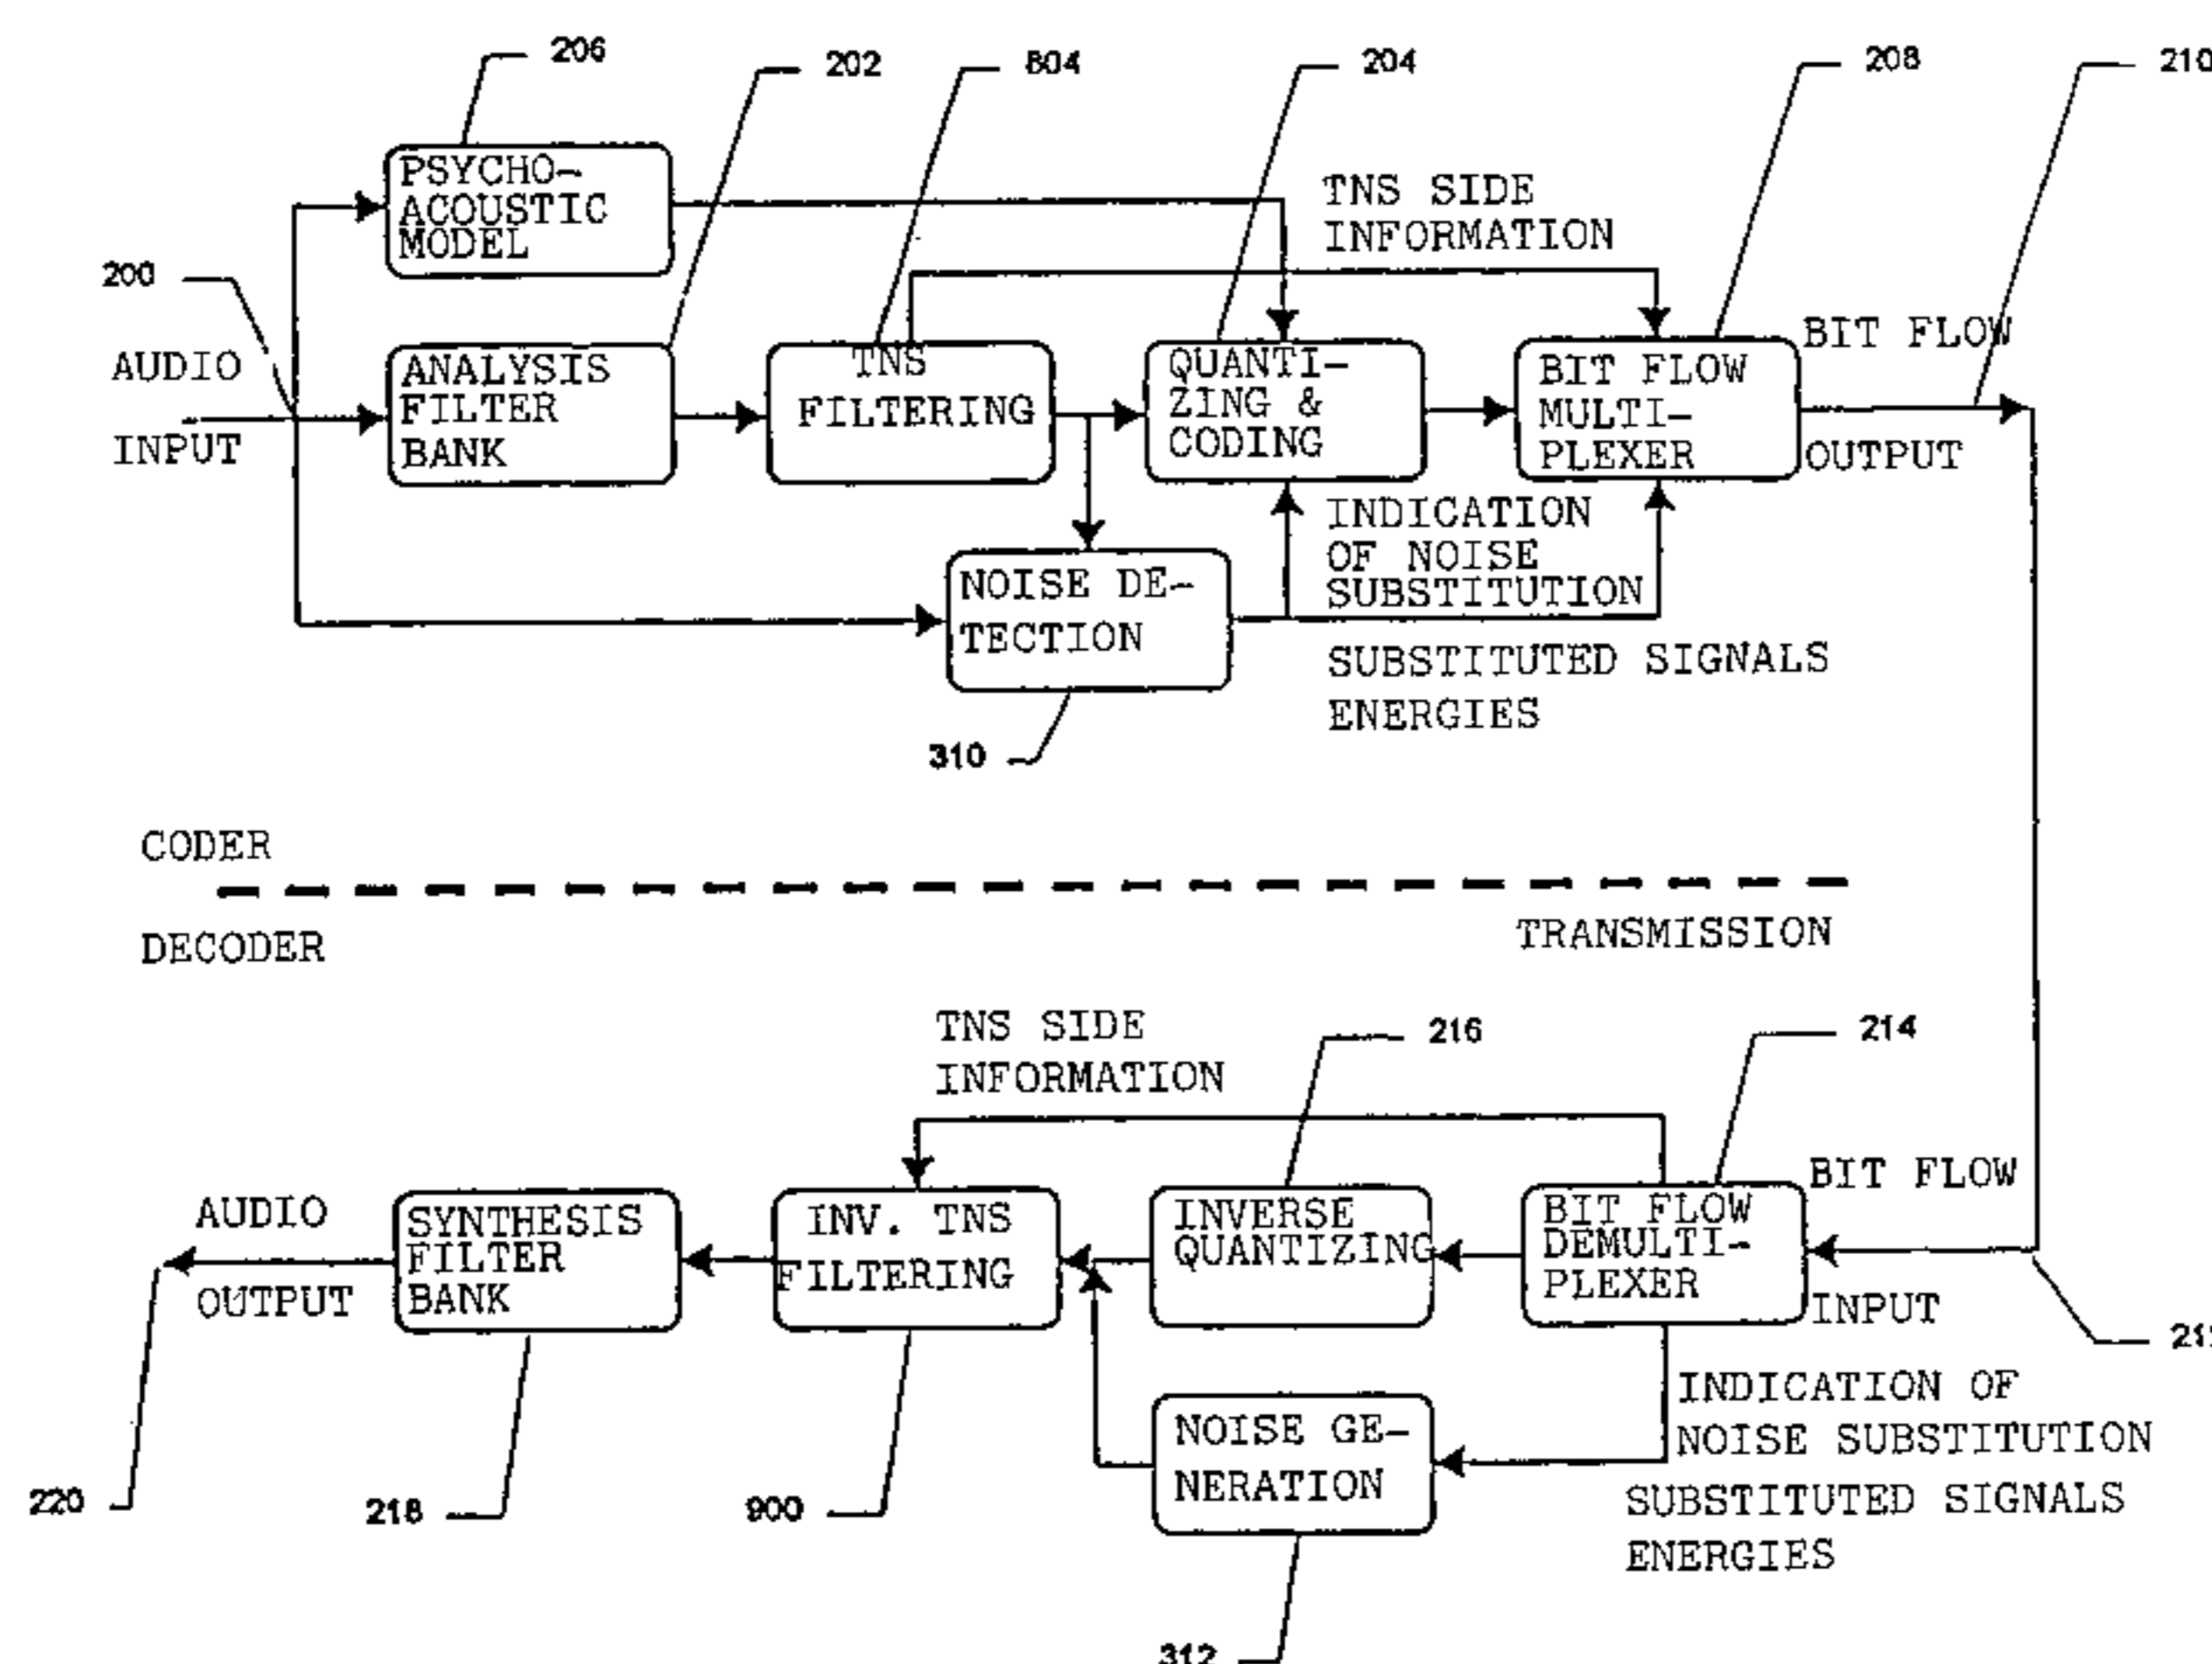 206
202
804
204
208
210
PSYCHO-
ACOUSTIC
MODEL
TNS SIDE
INFORMATION
200
AUDIO
INPUT
ANALYSIS
FILTER
BANK
TNS
FILTERING
QUANTI-
ZING &
CODING
BIT FLOW
MULTI-
PLEXER
BIT FLOW
OUTPUT
NOISE DE-
TECTION
INDICATION
OF NOISE
SUBSTITUTION
SUBSTITUTED SIGNALS
ENERGIES
310
CODER
DECODER
TRANSMISSION
TNS SIDE
INFORMATION
216
214
AUDIO
OUTPUT
SYNTHESIS
FILTER
BANK
INV. TNS
FILTERING
INVERSE
QUANTIZING
BIT FLOW
DEMULTI-
PLEXER
BIT FLOW
INPUT
NOISE GE-
NERATION
INDICATION OF
NOISE SUBSTITUTION
SUBSTITUTED SIGNALS
ENERGIES
220
218
900
312